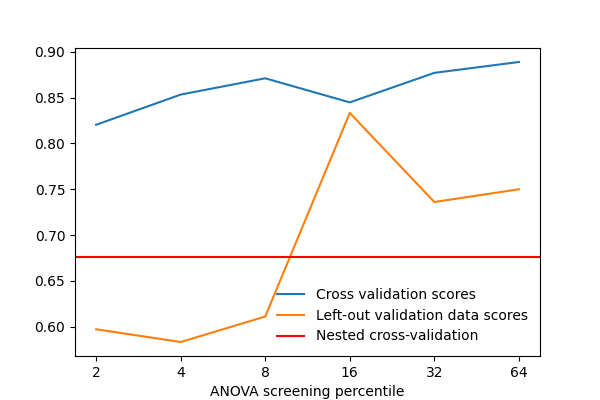 0.90
0.85
0.80
0.75
0.70
0.65
0.60
Cross validation scores
Left-out validation data scores
Nested cross-validation
2 4 8 16 32 64
ANOVA screening percentile